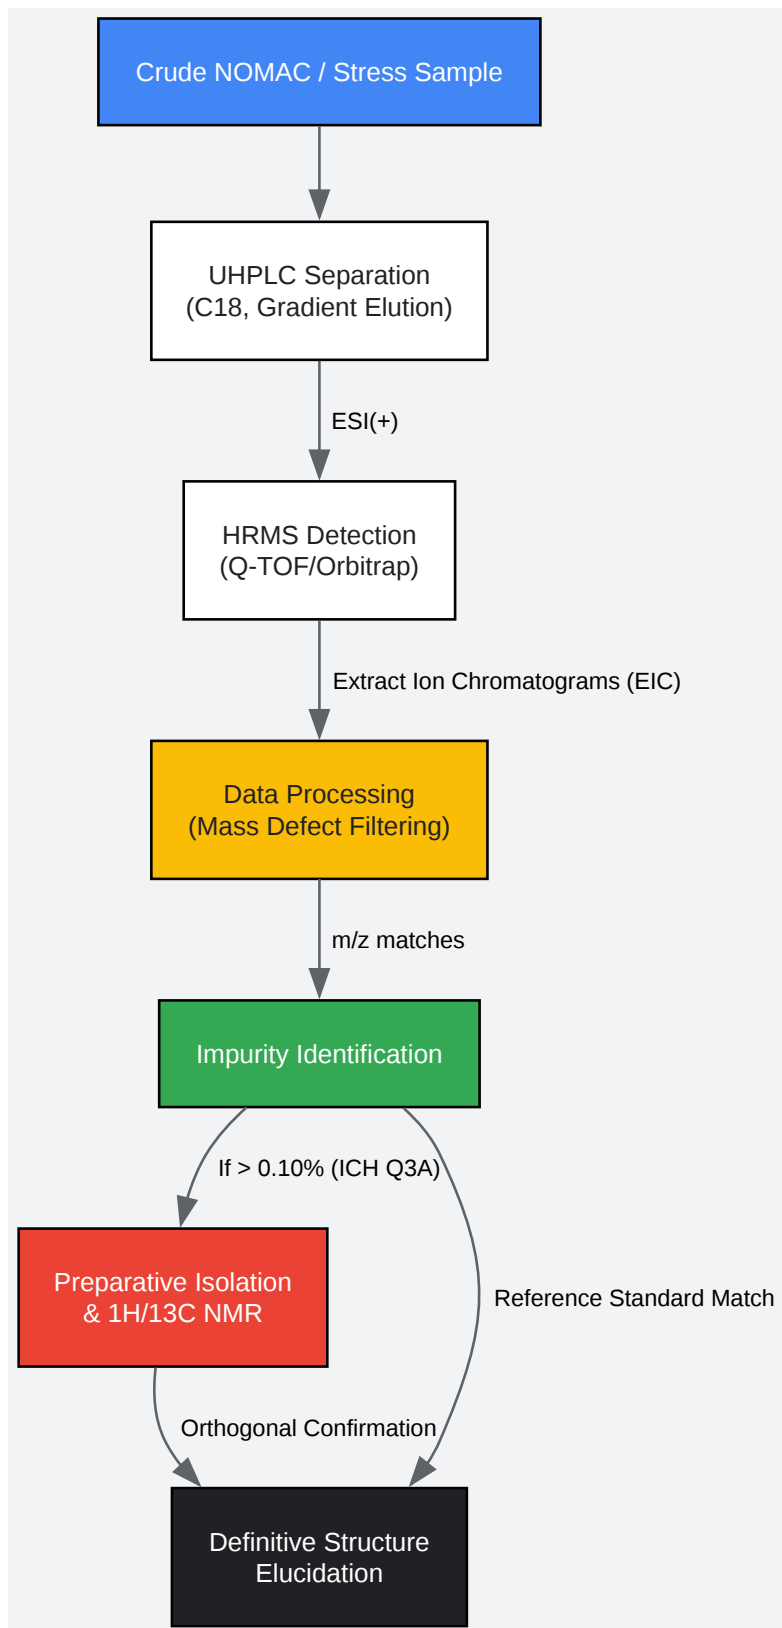 Crude NOMAC / Stress Sample
UHPLC Separation
(C18, Gradient Elution)
ESI(+)
HRMS Detection
(Q-TOF/Orbitrap)
Extract Ion Chromatograms (EIC)
Data Processing
(Mass Defect Filtering)
m/z matches
Impurity Identification
If > 0.10% (ICH Q3A)
Preparative Isolation
& 1H/13C NMR
Reference Standard Match
Orthogonal Confirmation
Definitive Structure
Elucidation